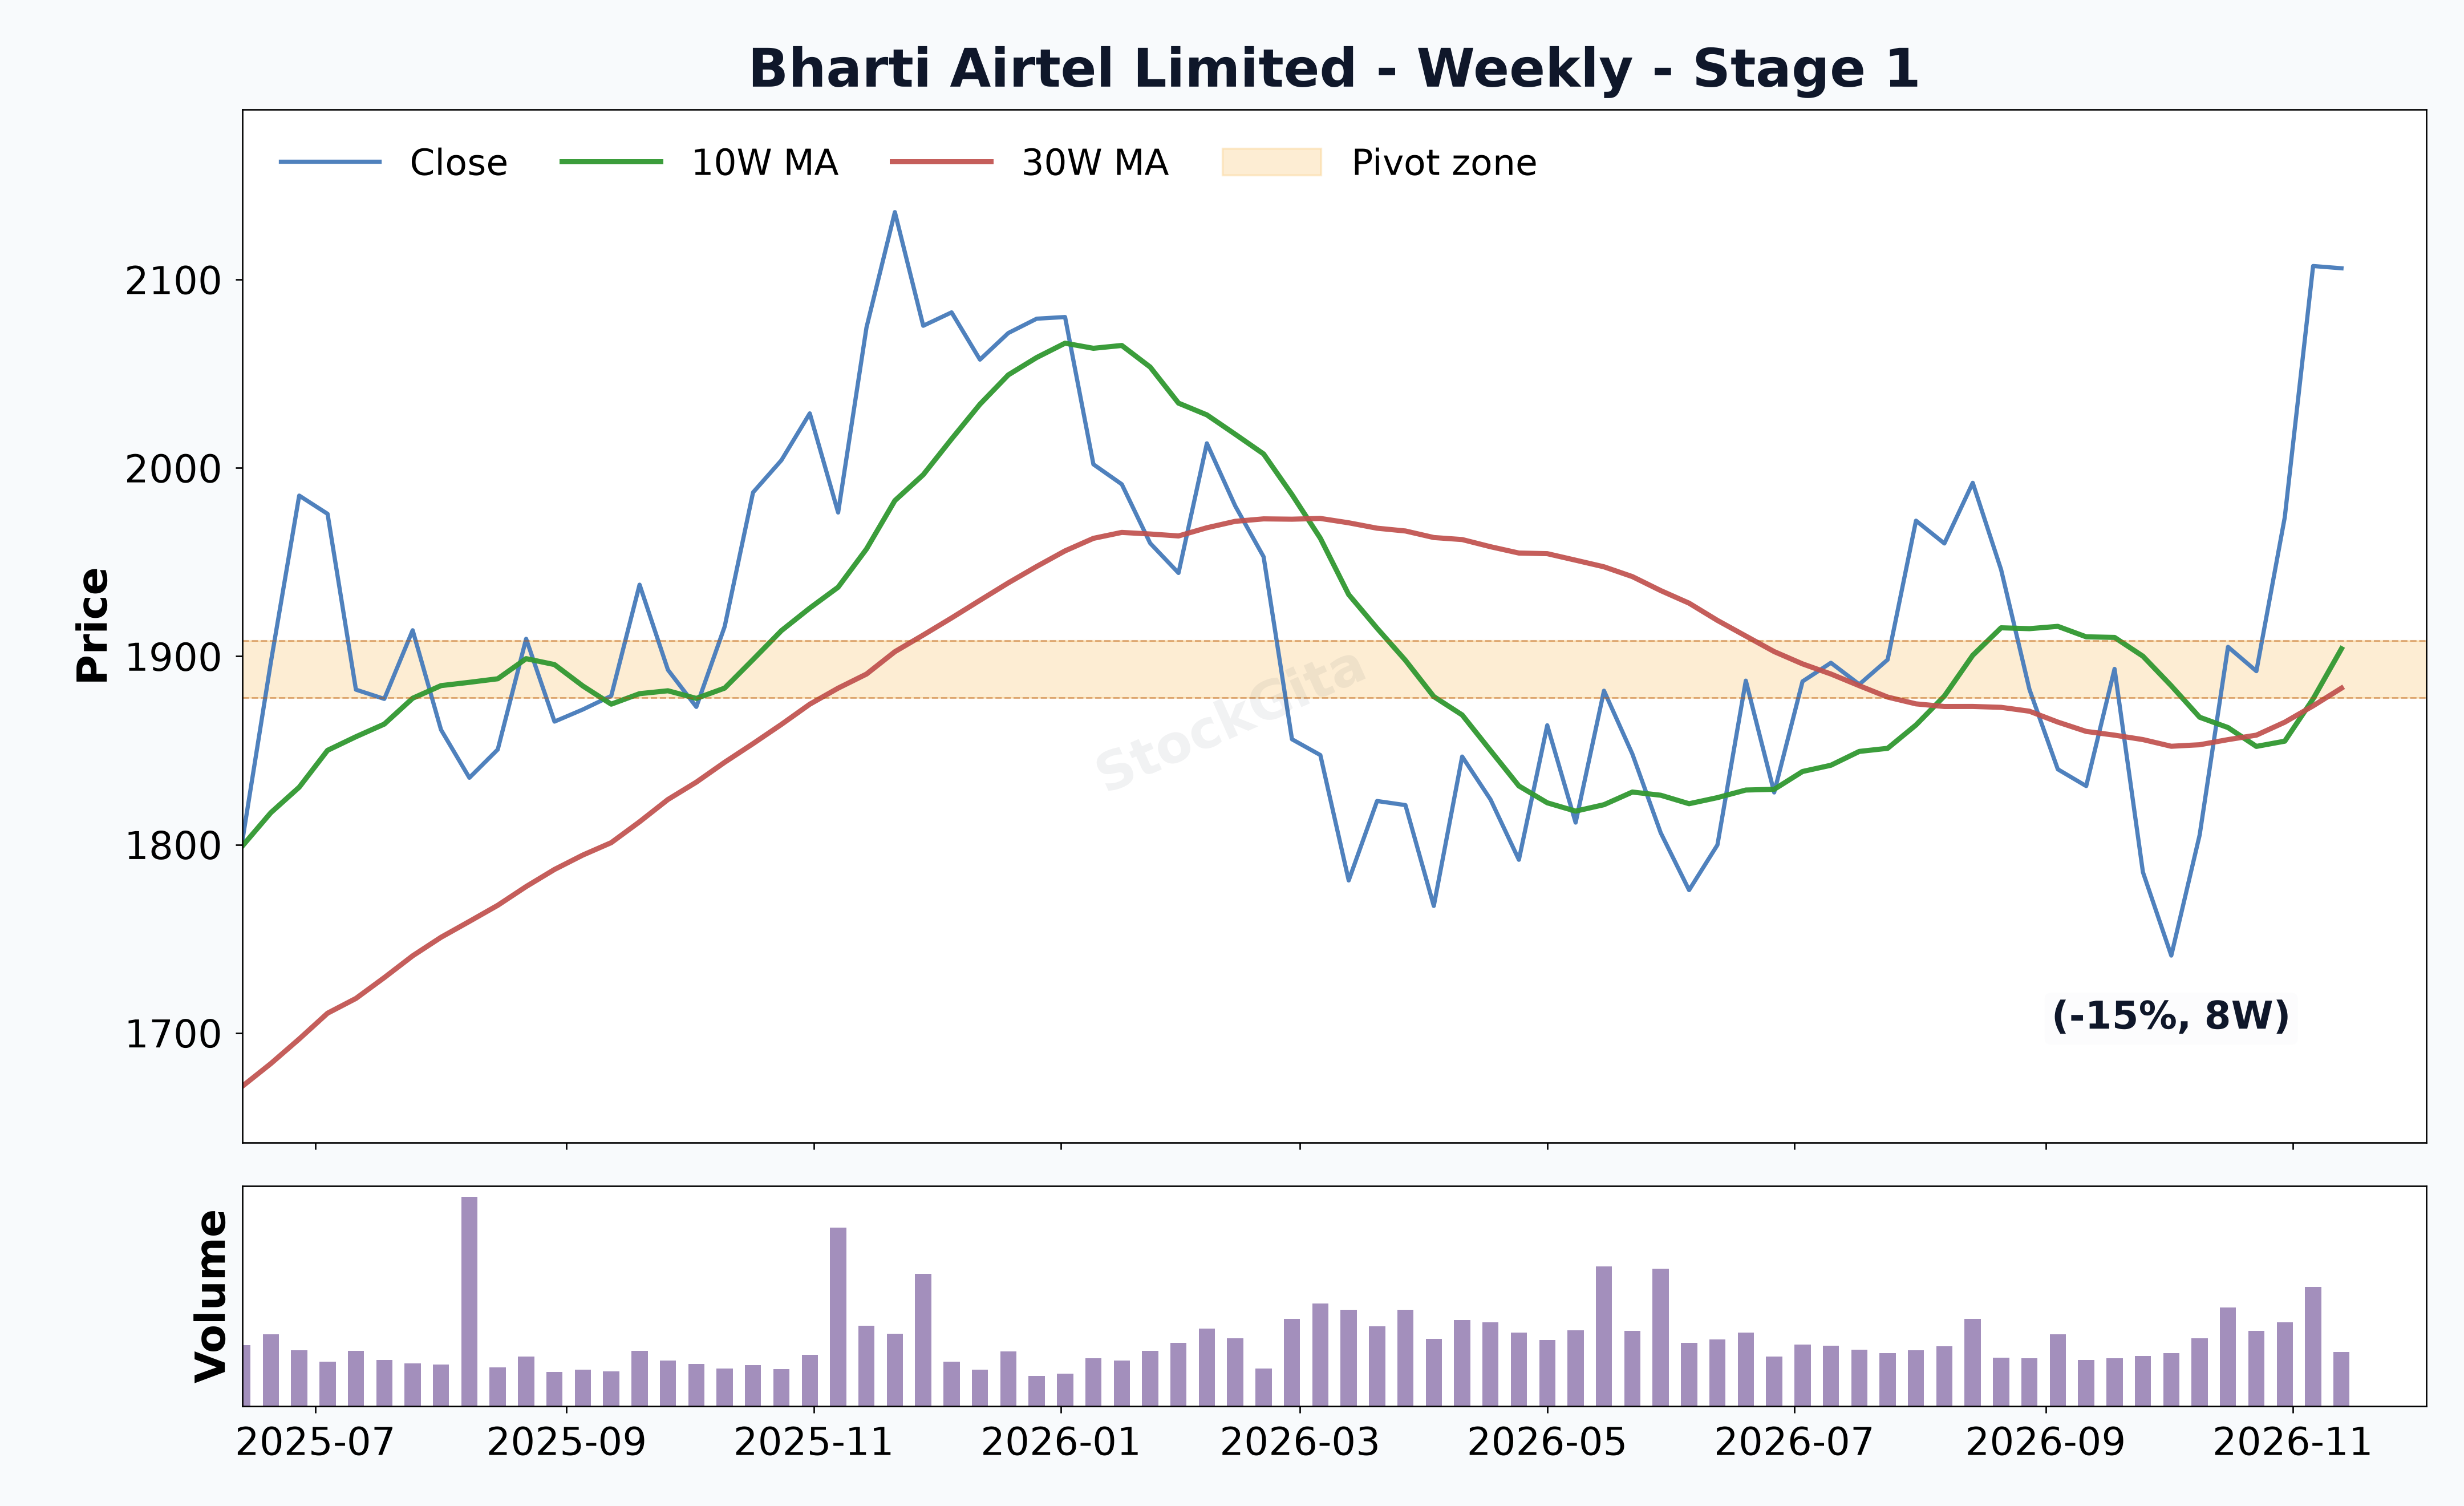 Bharti Airtel Limited - Weekly - Stage 1
Close 10W MA 30W MA Pivot zone
2100
2000
1900
1800
1700
Price
StockGita
(-15%, 8W)
Volume
2025-07 2025-09 2025-11 2026-01 2026-03 2026-05 2026-07 2026-09 2026-11